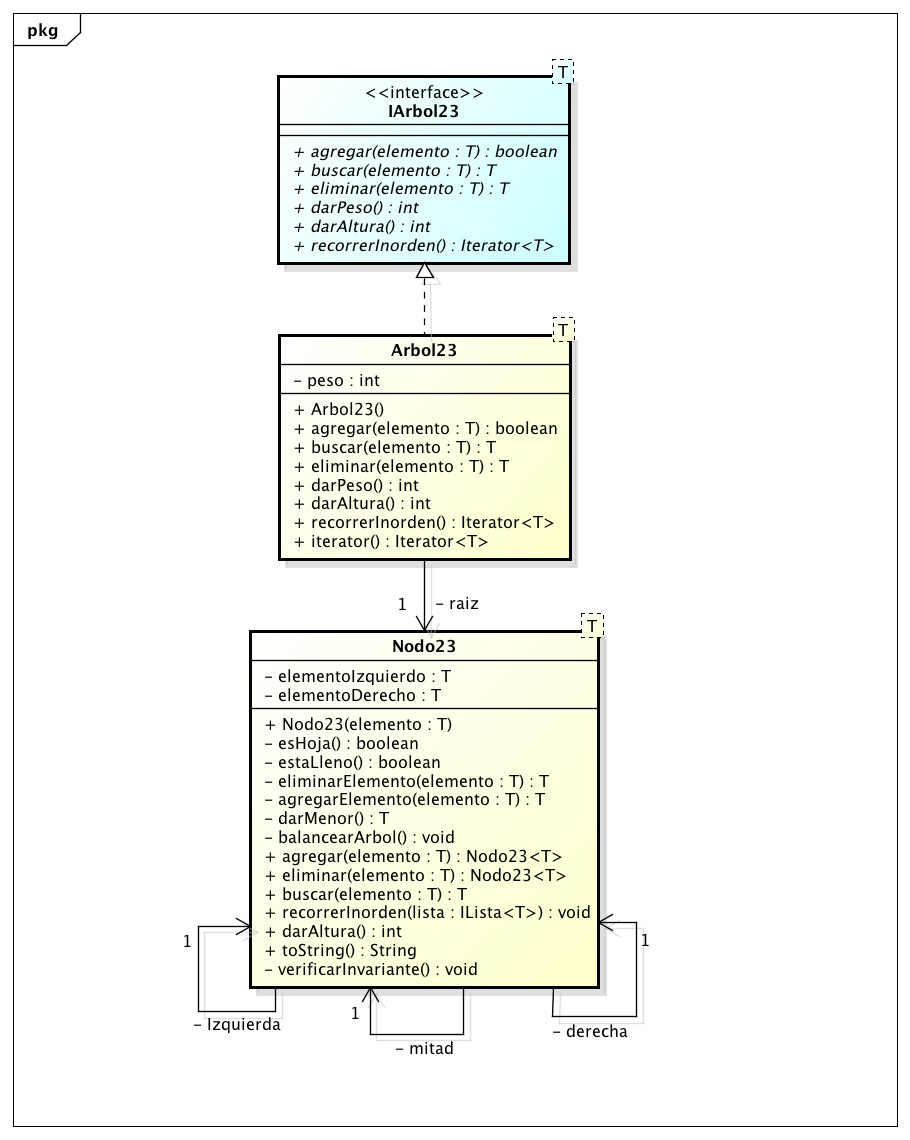 pkg
T
<<interface>>
IArbol23
+ agregar(elemento : T) : boolean
+ buscar(elemento : T) : T
+ eliminar(elemento : T) : T
+ darPeso() : int
+ darAltura() : int
+ recorrerInorden() : Iterator<T>
T
Arbol23
- peso : int
+ Arbol23()
+ agregar(elemento : T) : boolean
+ buscar(elemento : T) : T
+ eliminar(elemento : T) : T
+ darPeso() : int
+ darAltura() : int
+ recorrerInorden() : Iterator<T>
+ iterator() : Iterator<T>
1 - raiz
T
Nodo23
- elementoIzquierdo : T
- elementoDerecho : T
+ Nodo23(elemento : T)
- esHoja() : boolean
- estaLleno() : boolean
- eliminarElemento(elemento : T) : T
- agregarElemento(elemento : T) : T
- darMenor() : T
- balancearArbol() : void
+ agregar(elemento : T) : Nodo23<T>
+ eliminar(elemento : T) : Nodo23<T>
+ buscar(elemento : T) : T
+ recorrerInorden(lista : ILista<T>) : void
+ darAltura() : int
+ toString() : String
- verificarInvariante() : void
1
1
1
- Izquierda
- derecha
- mitad